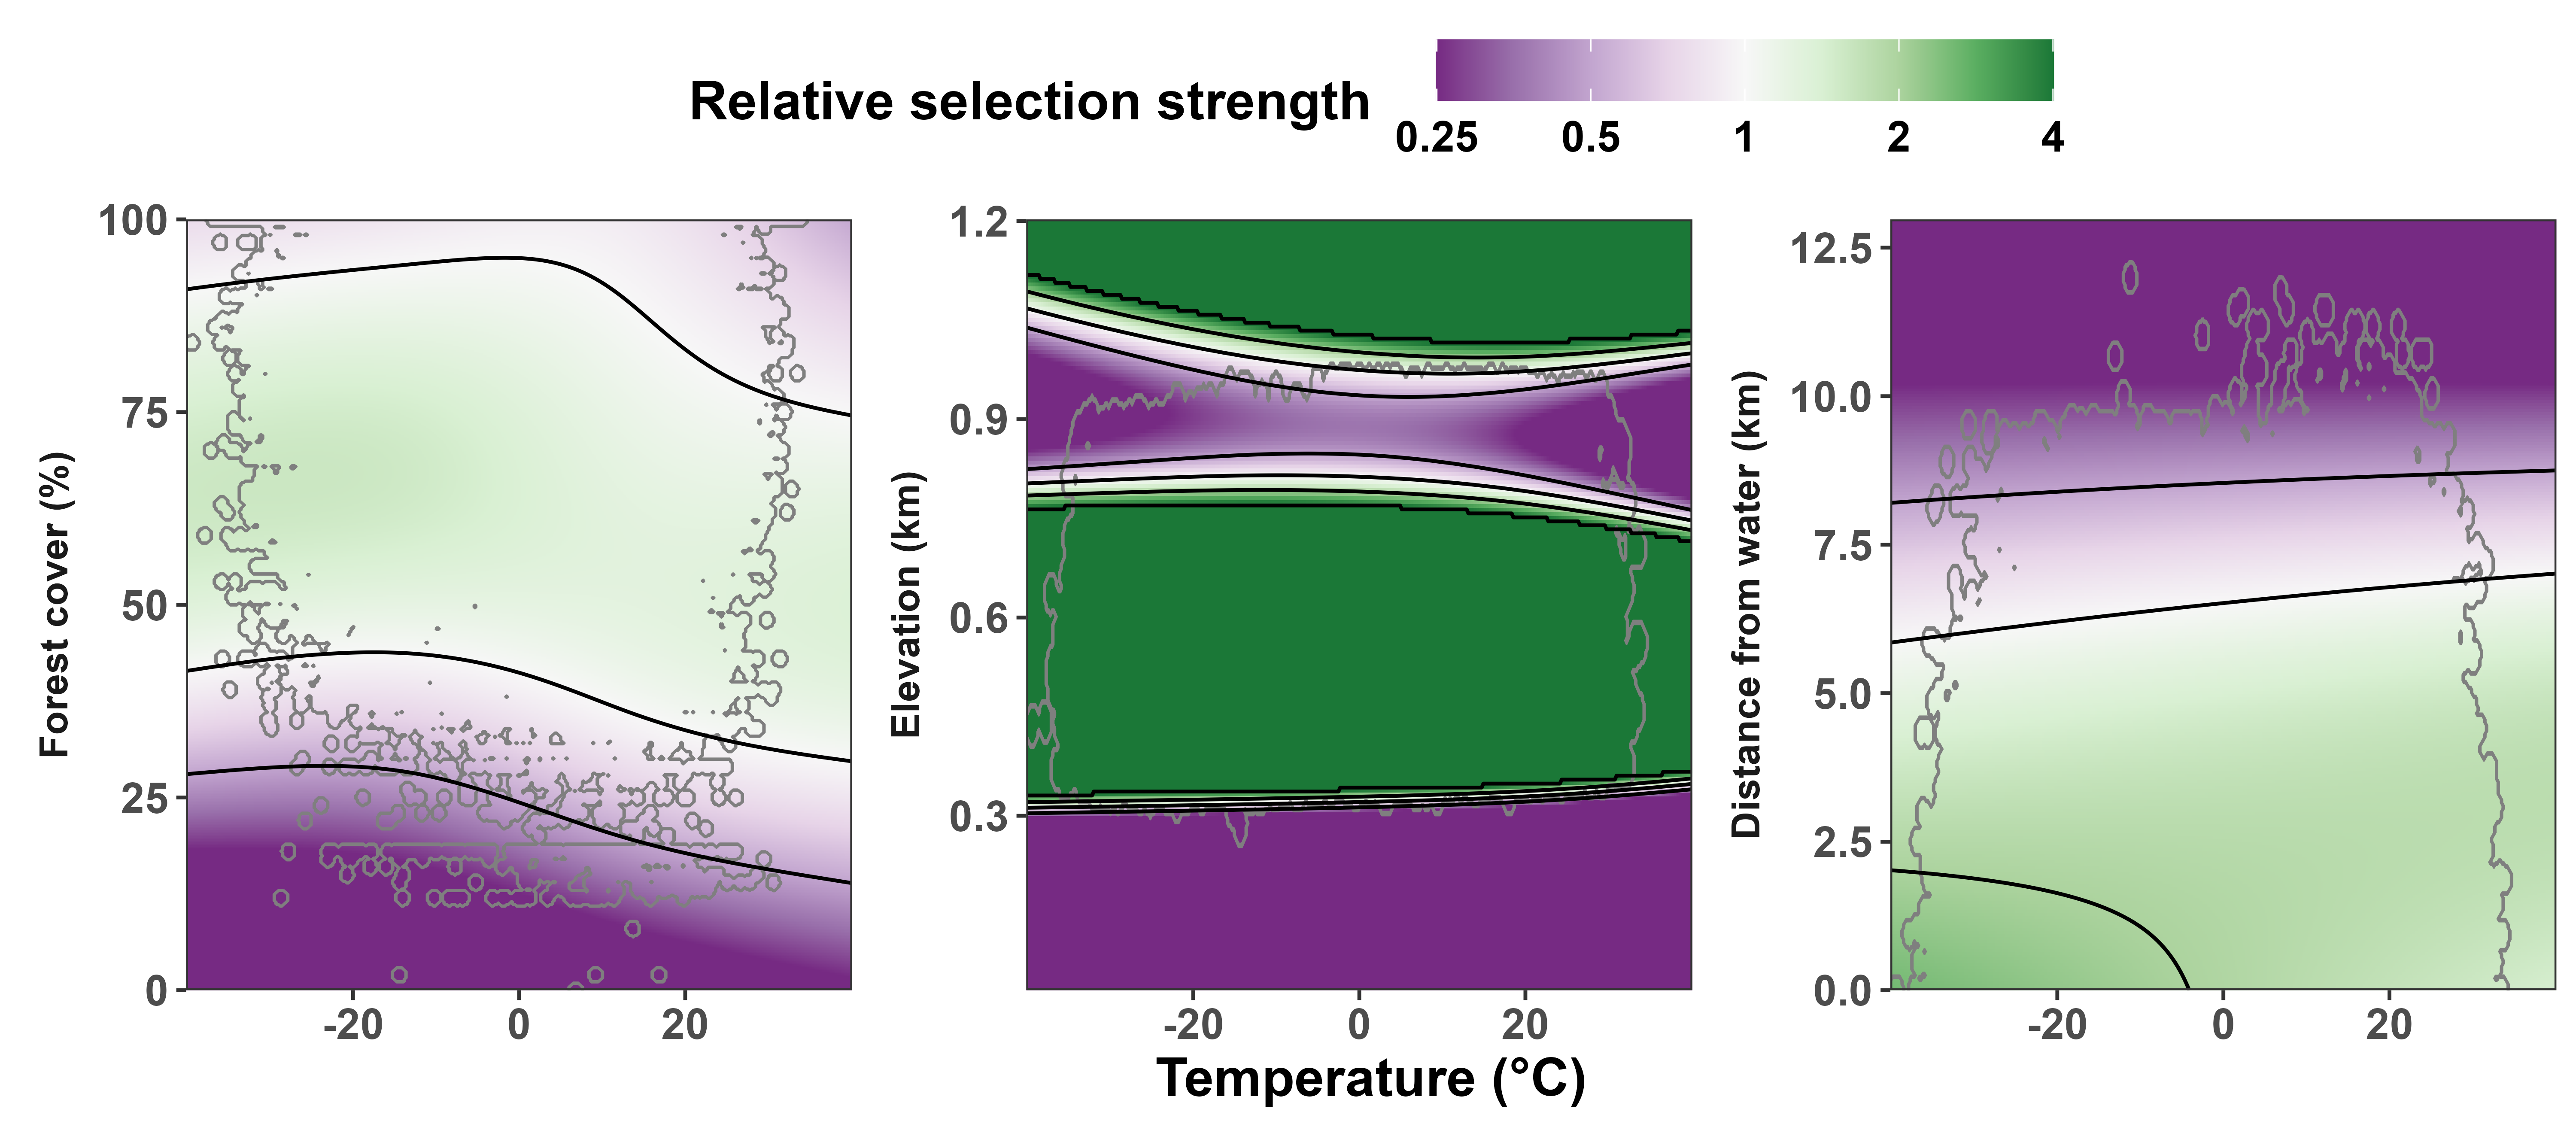 Relative selection strength
0.25 0.5 1 2 4
Forest cover (%)
100
75
50
25
0
-20 0 20
Elevation (km)
1.2
0.9
0.6
0.3
-20 0 20
Distance from water (km)
12.5
10.0
7.5
5.0
2.5
0.0
-20 0 20
Temperature (°C)